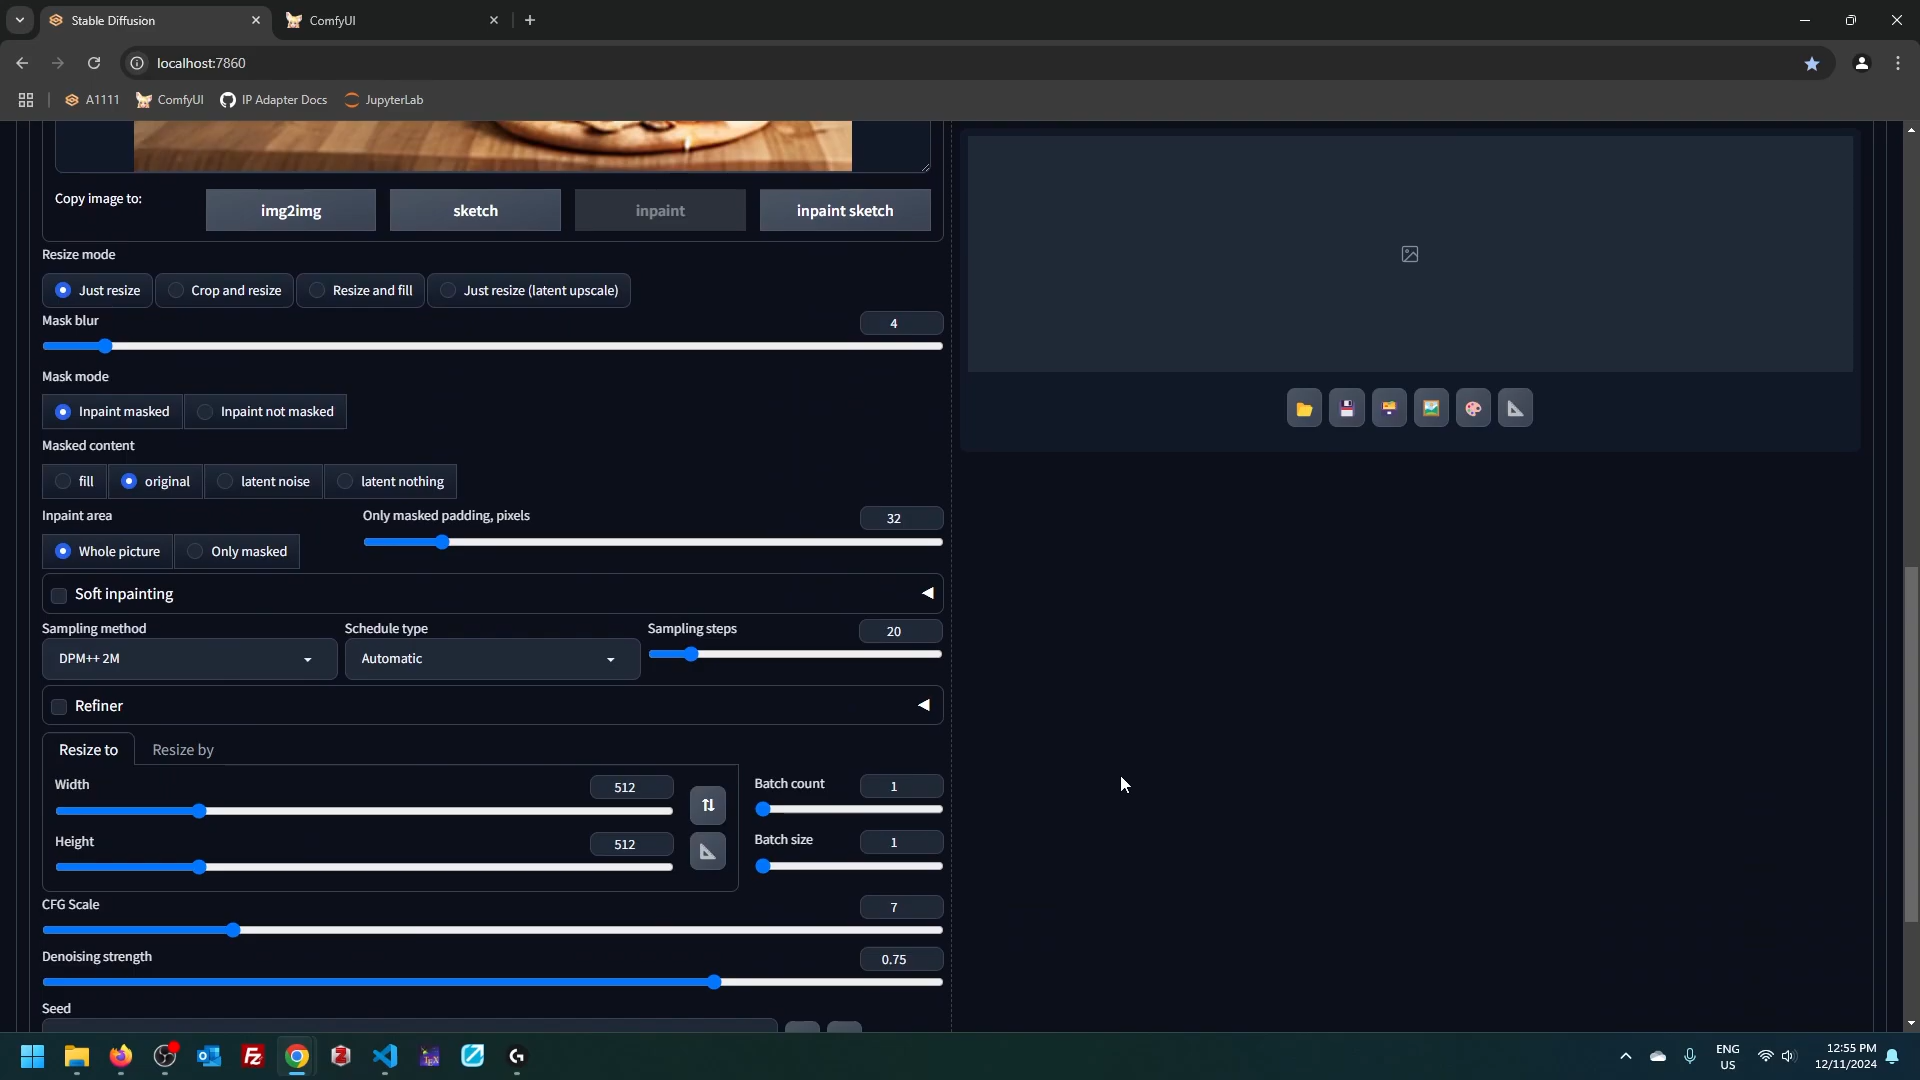 Stable Diffusion
ComfyUI
localhost:7860
A1111 ComfyUI IP Adapter Docs JupyterLab
Copy image to: img2img sketch inpaint inpaint sketch
Resize mode
Just resize Crop and resize Resize and fill Just resize (latent upscale)
Mask blur 4
Mask mode
Inpaint masked Inpaint not masked
Masked content
fill original latent noise latent nothing
Inpaint area Only masked padding, pixels 32
Whole picture Only masked
Soft inpainting
Sampling method Schedule type Sampling steps 20
DPM++ 2M Automatic
Refiner
Resize to Resize by
Width 512 Batch count 1
Height 512 Batch size 1
CFG Scale 7
Denoising strength 0.75
Seed
ENG 12:55 PM
US 12/11/2024